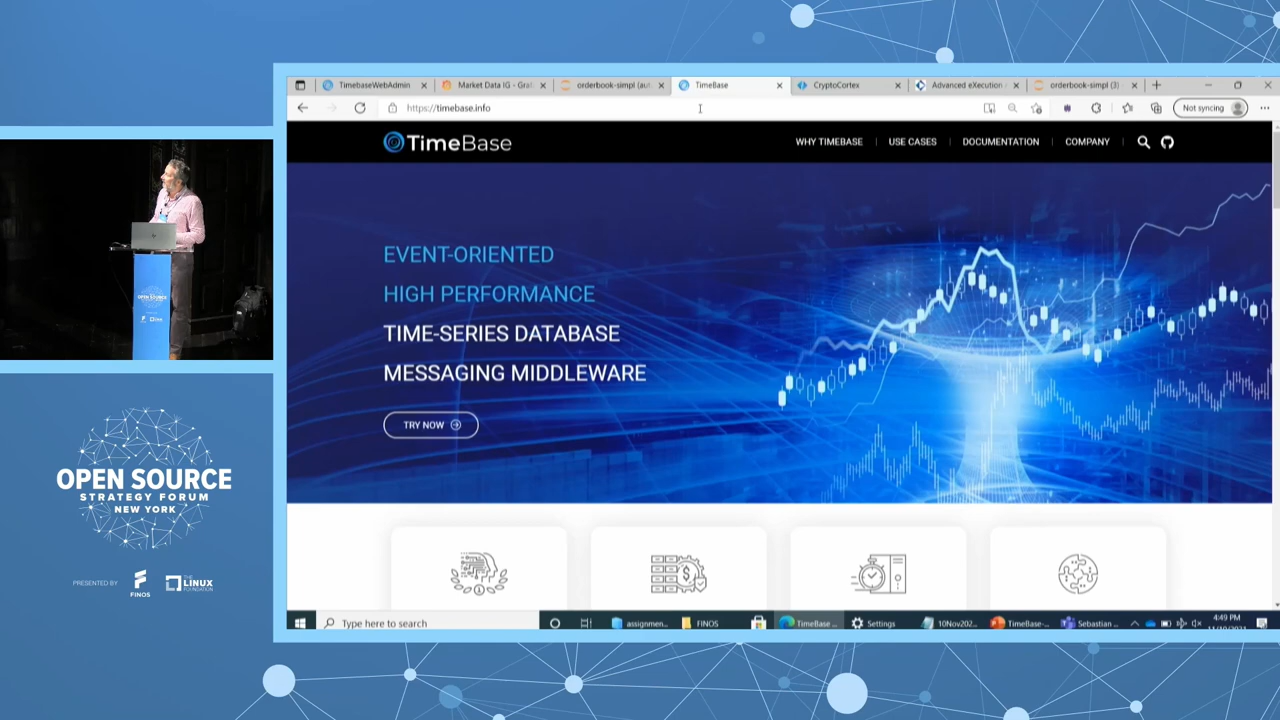 TimebaseWebAdmin
Market Data IG - Graf
orderbook-simpl (aut
TimeBase
CryptoCortex
Advanced eXecution
orderbook-simpl (3)
https://timebase.info
Not syncing
TimeBase
WHY TIMEBASE
USE CASES
DOCUMENTATION
COMPANY
EVENT-ORIENTED
HIGH PERFORMANCE
TIME-SERIES DATABASE
MESSAGING MIDDLEWARE
TRY NOW
Type here to search
assignmen...
FINOS
TimeBase ...
Settings
10Nov202...
TimeBase-...
Sebastian ...
4:49 PM
OPEN SOURCE
STRATEGY FORUM
NEW YORK
PRESENTED BY
FINOS
THE
LINUX
FOUNDATION